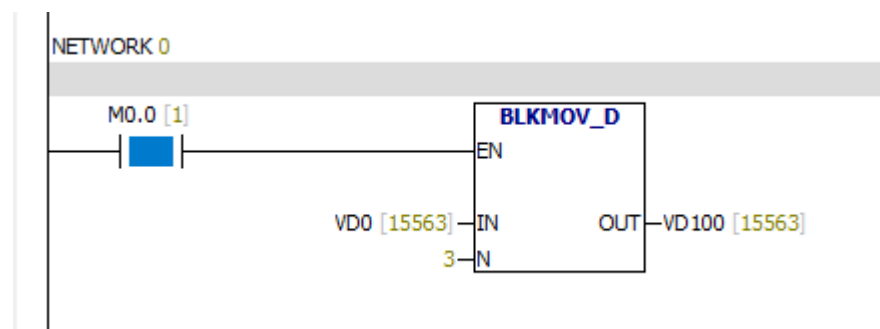 NETWORK 0
M0.0 [1]
BLKMOV_D
EN
VD0 [15563] IN OUT VD100 [15563]
3 N